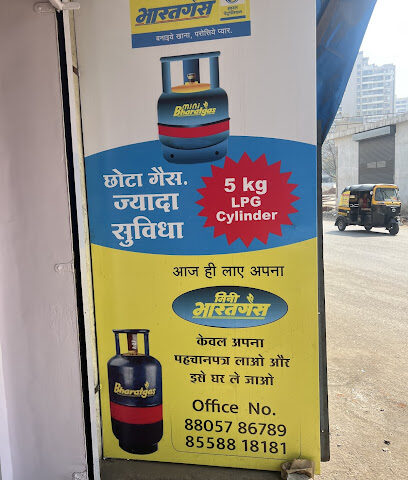 भारतगैस
बनाइये खाना, परोसिये प्यार.
mini
Bharatgas
छोटा गैस.
ज्यादा
सुविधा
5 kg
LPG
Cylinder
आज ही लाए अपना
मिनी
भारतगैस
केवल अपना
पहचानपत्र लाओ और
इसे घर ले जाओ
Bharatgas
Office No.
88057 86789
85588 18181